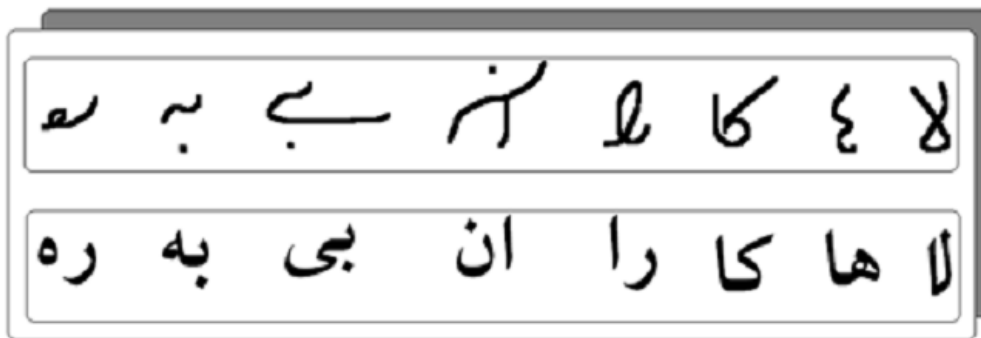 لا ها کا را ان بی به ره
لا ها کا را ان بی به ره